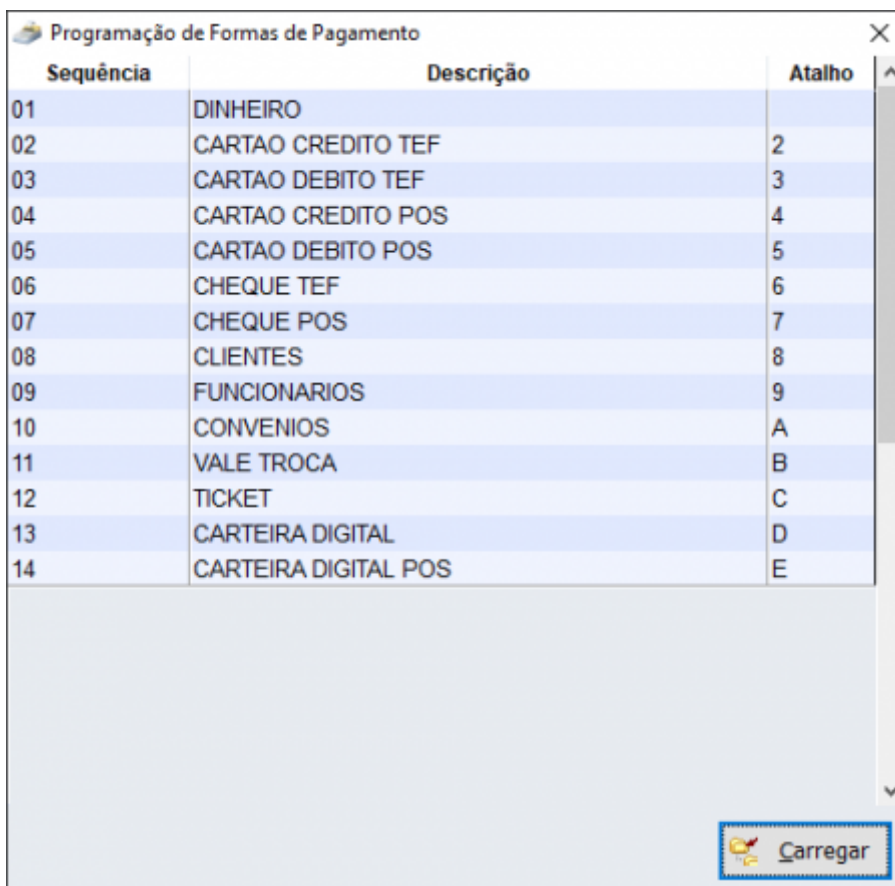 Programação de Formas de Pagamento
Sequência Descrição Atalho
01 DINHEIRO
02 CARTAO CREDITO TEF 2
03 CARTAO DEBITO TEF 3
04 CARTAO CREDITO POS 4
05 CARTAO DEBITO POS 5
06 CHEQUE TEF 6
07 CHEQUE POS 7
08 CLIENTES 8
09 FUNCIONARIOS 9
10 CONVENIOS A
11 VALE TROCA B
12 TICKET C
13 CARTEIRA DIGITAL D
14 CARTEIRA DIGITAL POS E
Carregar